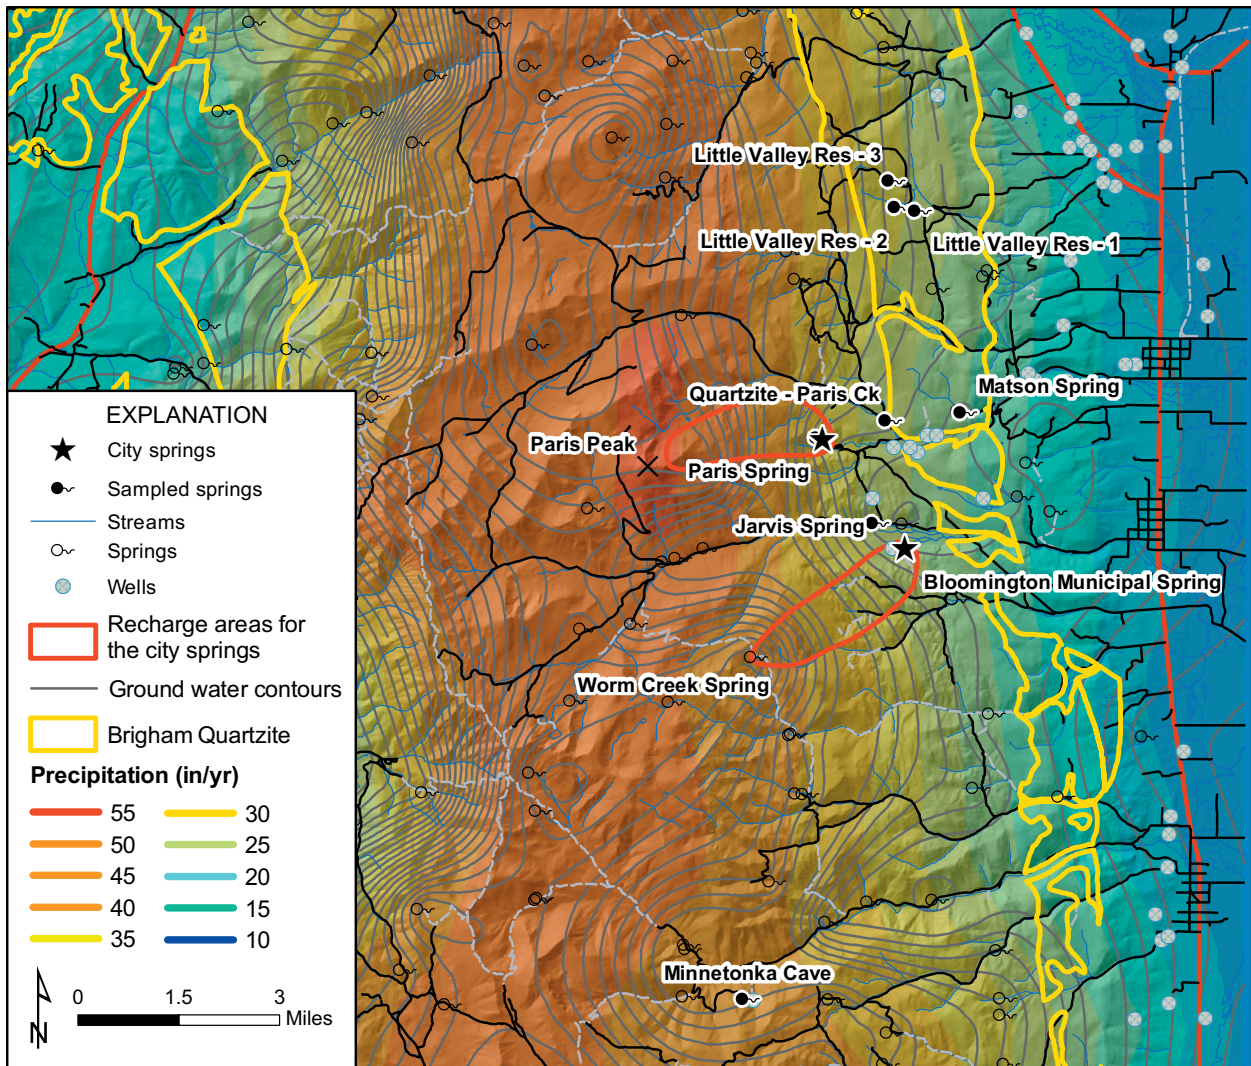 Little Valley Res - 3
Little Valley Res - 2
Little Valley Res - 1
Matson Spring
Quartzite - Paris Ck
Paris Peak
Paris Spring
Jarvis Spring
Bloomington Municipal Spring
Worm Creek Spring
Minnetonka Cave
EXPLANATION
City springs
Sampled springs
Streams
Springs
Wells
Recharge areas for
the city springs
Ground water contours
Brigham Quartzite
Precipitation (in/yr)
55
50
45
40
35
30
25
20
15
10
N
0 1.5 3
Miles